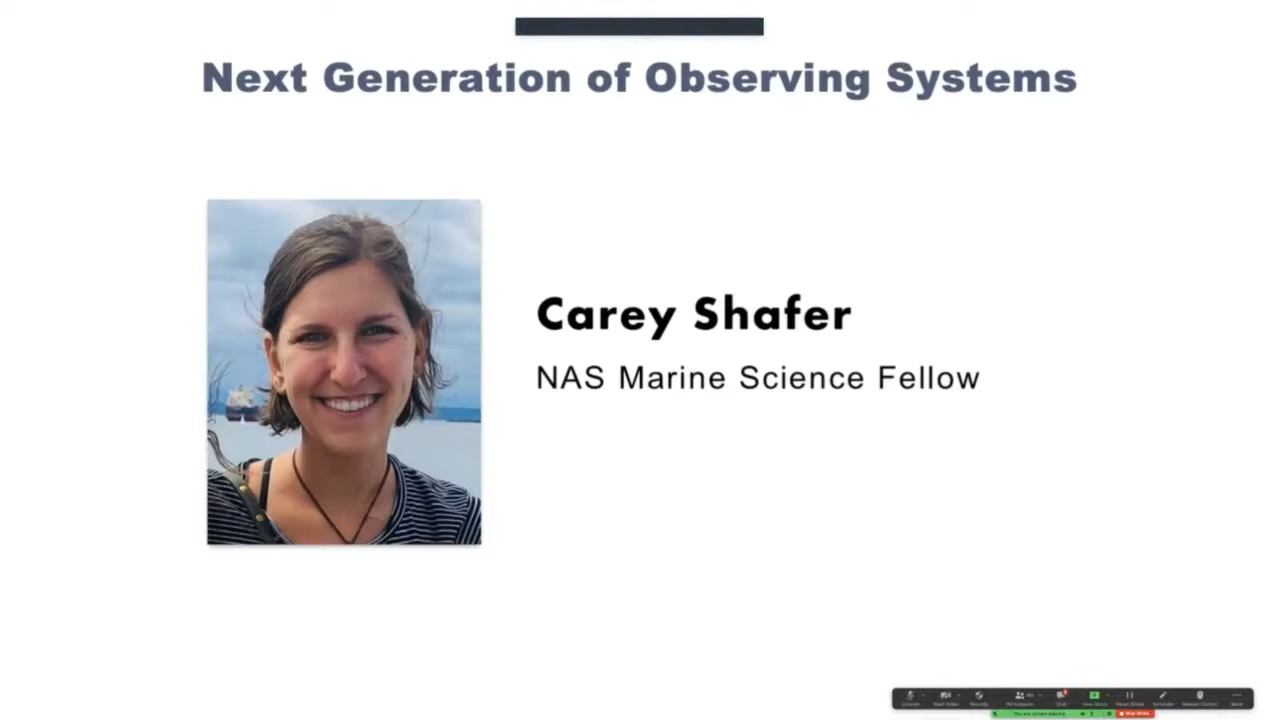 Next Generation of Observing Systems
Carey Shafer
NAS Marine Science Fellow